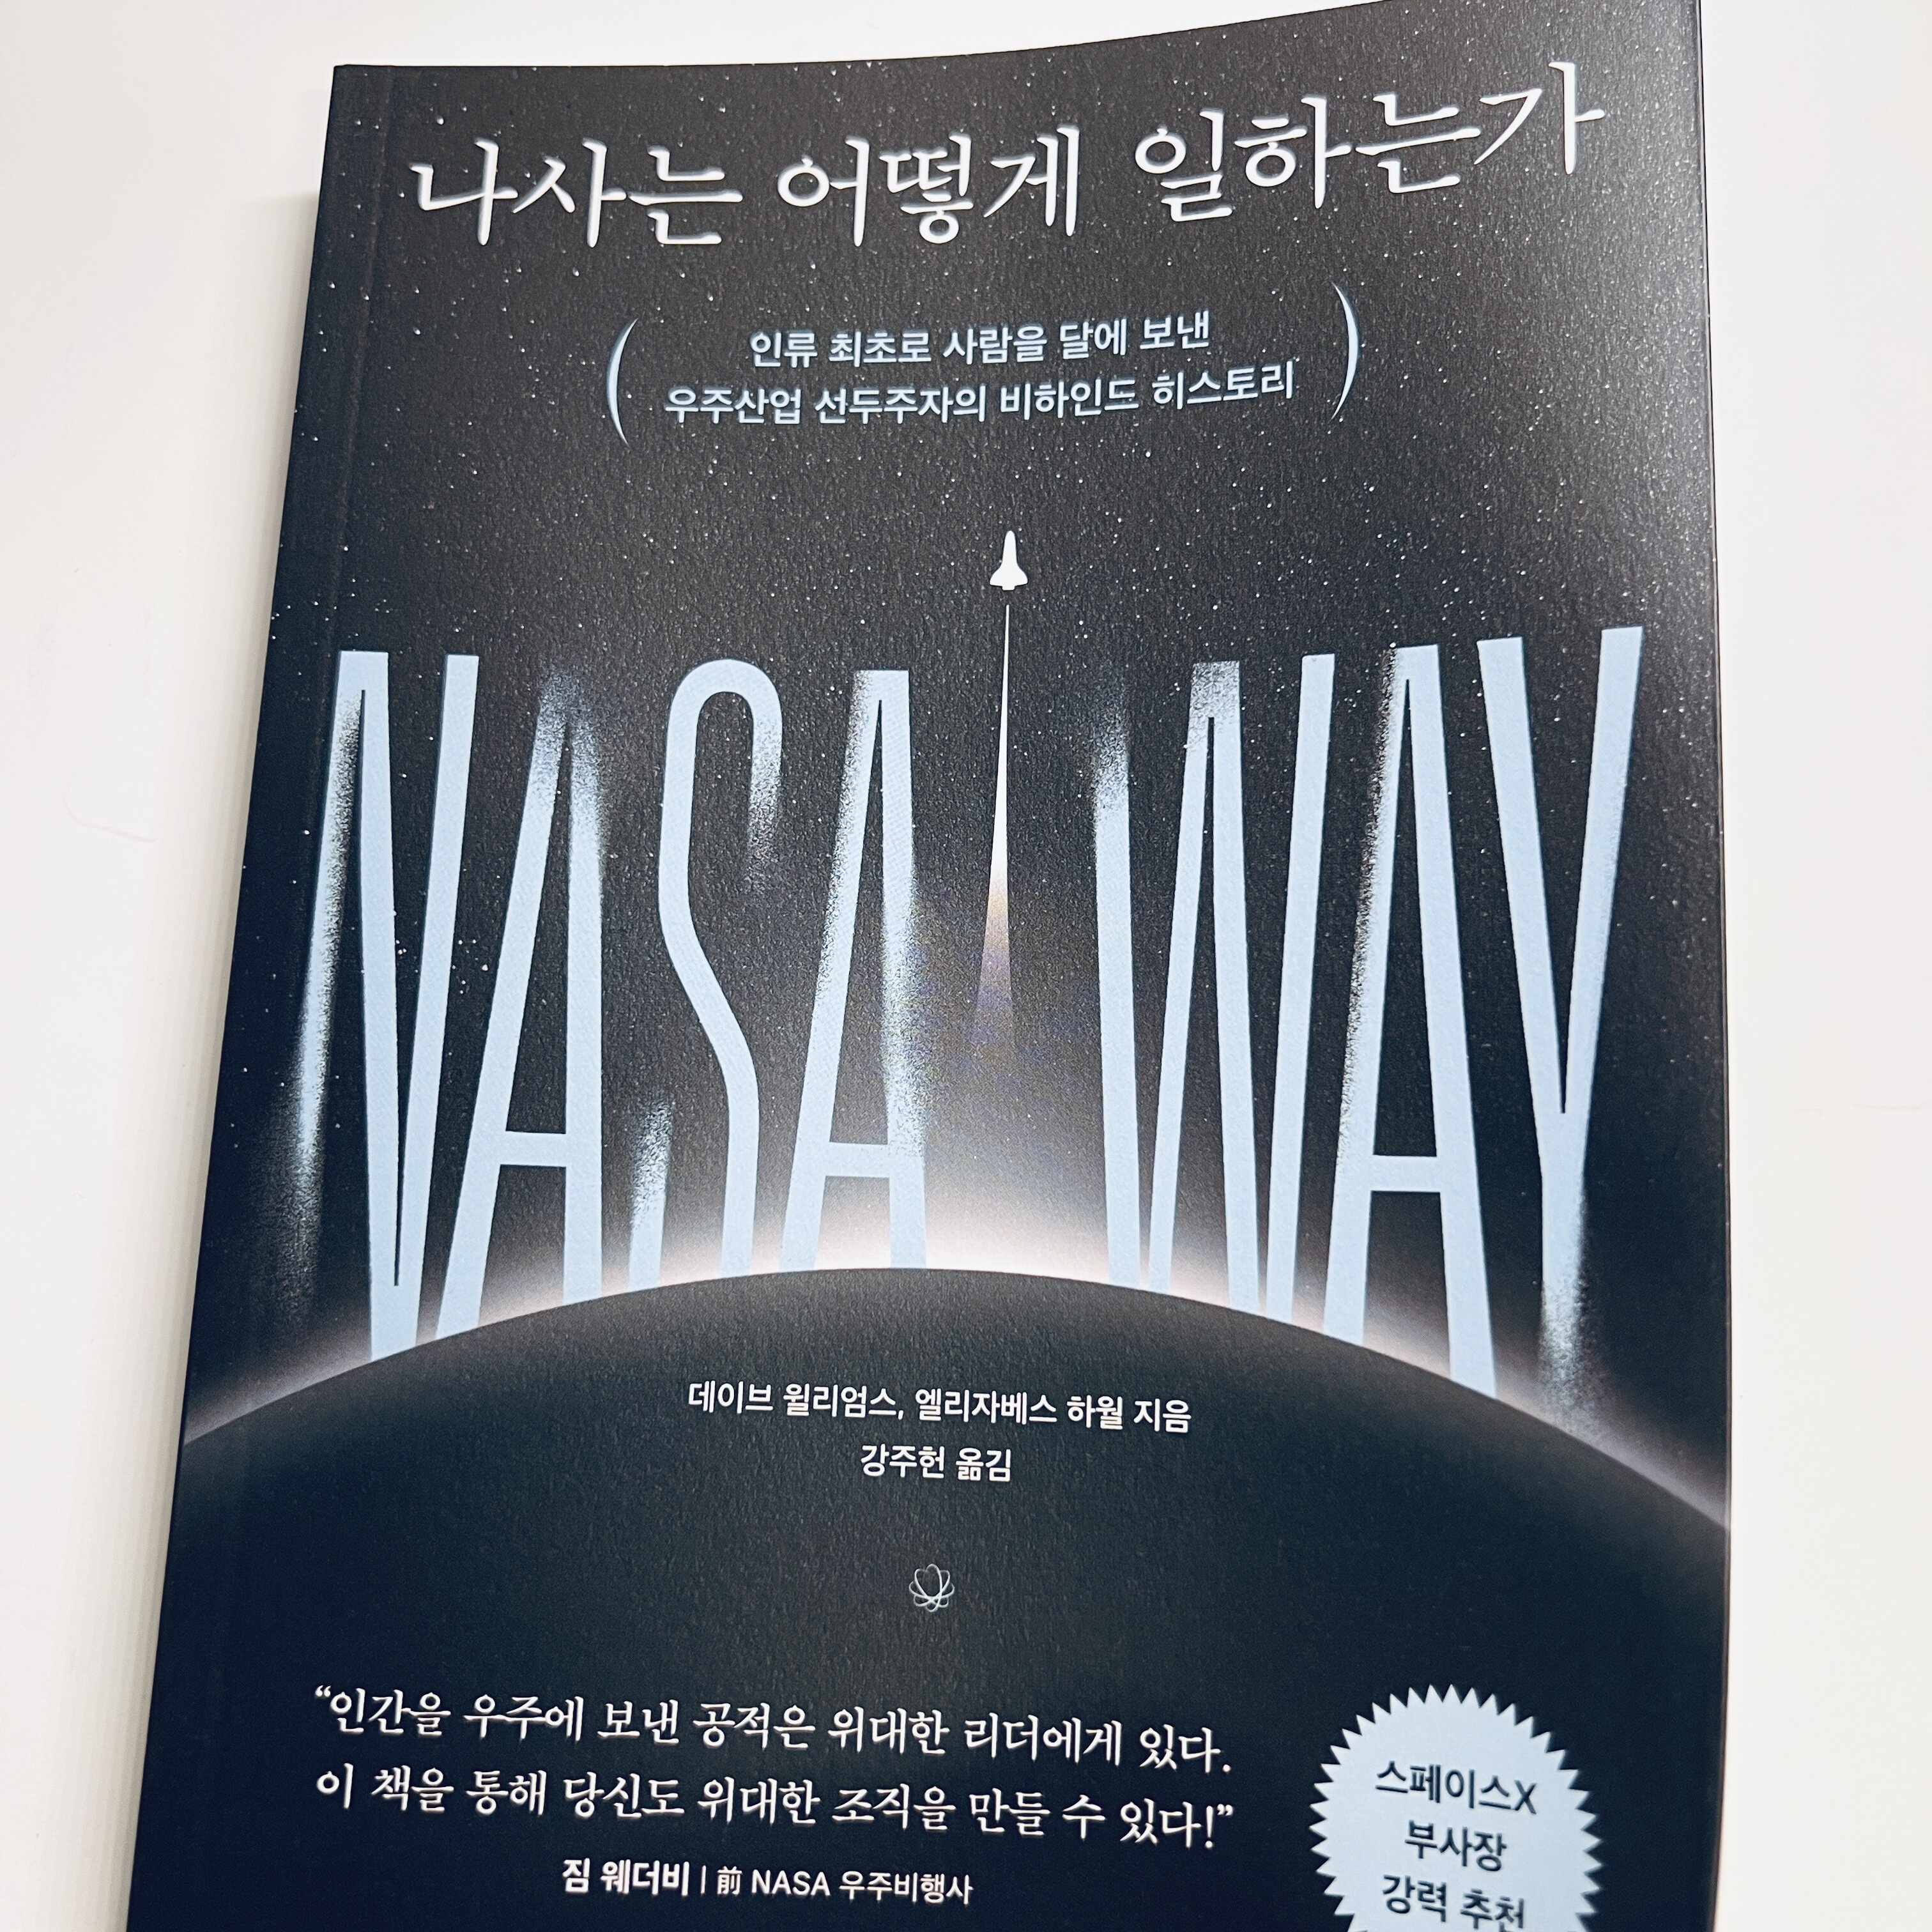 나사는 어떻게 일하는가
인류 최초로 사람을 달에 보낸
우주산업 선두주자의 비하인드 히스토리
NASA WAY
데이브 윌리엄스, 엘리자베스 하월 지음
강주헌 옮김
“인간을 우주에 보낸 공적은 위대한 리더에게 있다.
이 책을 통해 당신도 위대한 조직을 만들 수 있다!”
짐 웨더비 | 前 NASA 우주비행사
스페이스X
부사장
강력 추천